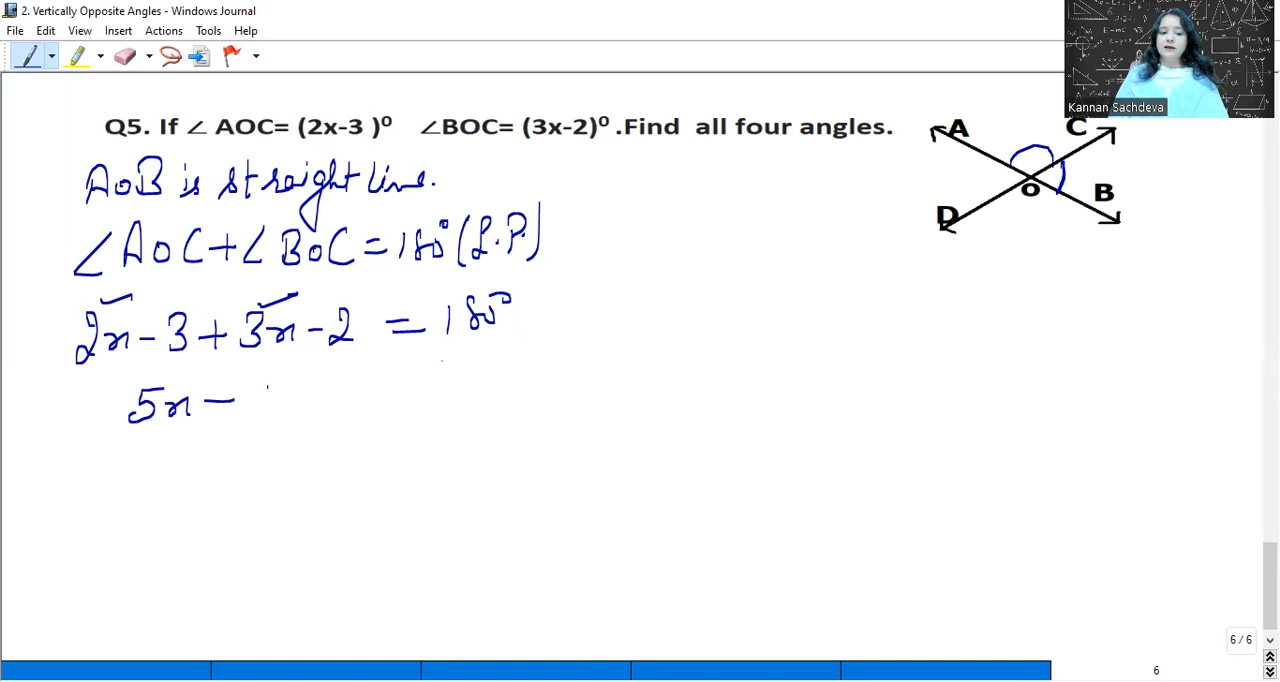 2. Vertically Opposite Angles - Windows Journal
File Edit View Insert Actions Tools Help
Kannan Sachdeva
Q5. If ∠ AOC= (2x-3 )⁰ ∠BOC= (3x-2)⁰ .Find all four angles.
A C
O B
D
AOB is straight line.
∠AOC+∠BOC=180° (L.P.)
2x-3+3x-2 = 180°
5x-
6 / 6
6